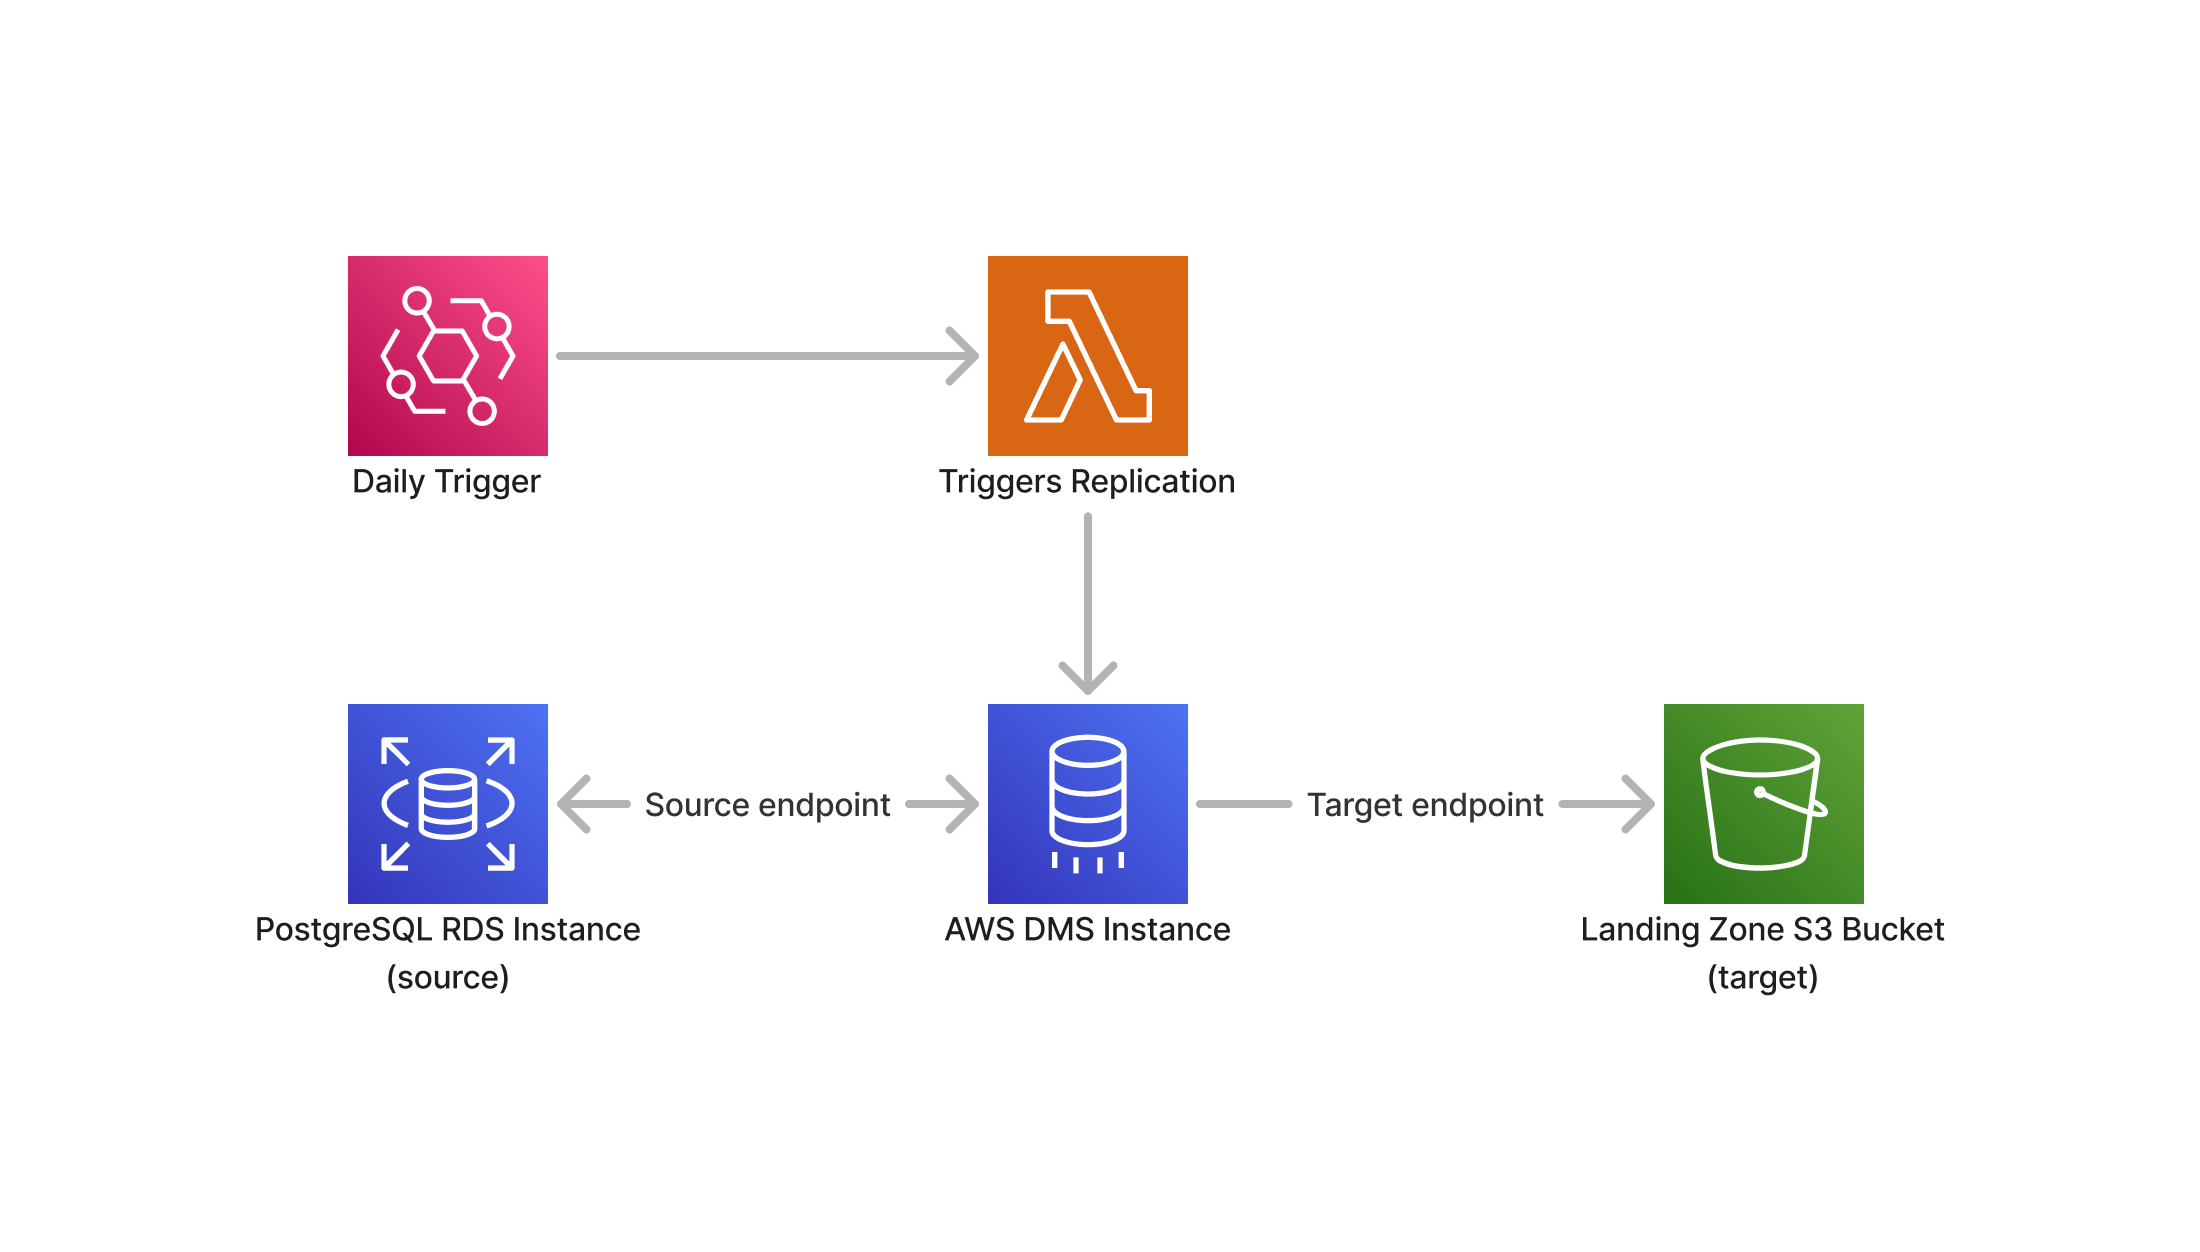 Daily Trigger
Triggers Replication
Source endpoint
Target endpoint
PostgreSQL RDS Instance
(source)
AWS DMS Instance
Landing Zone S3 Bucket
(target)